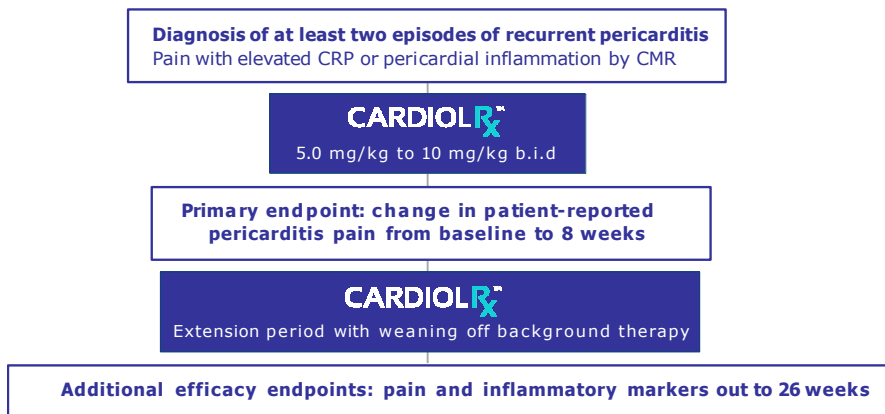 Diagnosis of at least two episodes of recurrent pericarditis
Pain with elevated CRP or pericardial inflammation by CMR
CARDIOLRx™
5.0 mg/kg to 10 mg/kg b.i.d
Primary endpoint: change in patient-reported
pericarditis pain from baseline to 8 weeks
CARDIOLRx™
Extension period with weaning off background therapy
Additional efficacy endpoints: pain and inflammatory markers out to 26 weeks